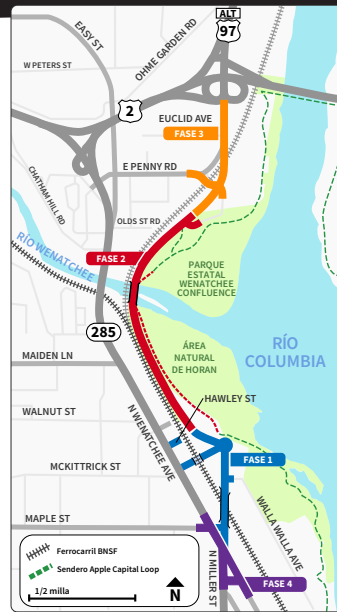 ALT
97
EASY ST
OHME GARDEN RD
W PETERS ST
2
EUCLID AVE
FASE 3
E PENNY RD
CHATHAM HILL RD
OLDS ST RD
RÍO WENATCHEE
FASE 2
PARQUE
ESTATAL
WENATCHEE
CONFLUENCE
285
ÁREA
NATURAL
DE HORAN
RÍO
COLUMBIA
MAIDEN LN
HAWLEY ST
WALNUT ST
N WENATCHEE AVE
MCKITTRICK ST
FASE 1
WALLA WALLA AVE
MAPLE ST
N MILLER ST
FASE 4
Ferrocarril BNSF
Sendero Apple Capital Loop
1/2 milla
N